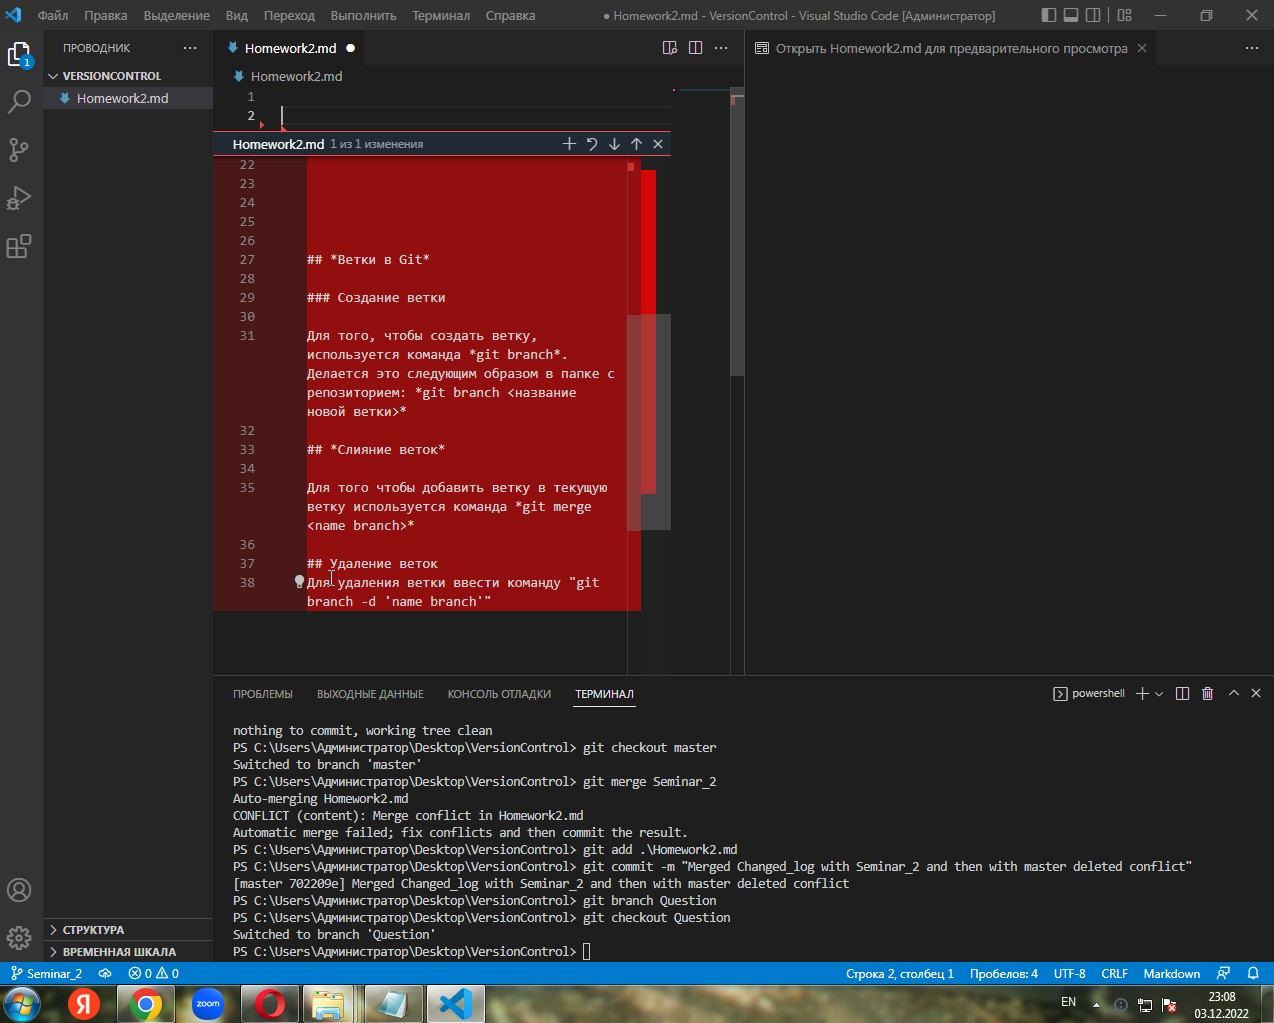 Файл Правка Выделение Вид Переход Выполнить Терминал Справка ● Homework2.md - VersionControl - Visual Studio Code [Администратор]
ПРОВОДНИК ···
Homework2.md ●
Открыть Homework2.md для предварительного просмотра
1
VERSIONCONTROL
Homework2.md
Homework2.md
1
2
Homework2.md 1 из 1 изменения
22
23
24
25
26
27 ## *Ветки в Git*
28
29 ### Создание ветки
30
31 Для того, чтобы создать ветку,
используется команда *git branch*.
Делается это следующим образом в папке с
репозиторием: *git branch <название
новой ветки>*
32
33 ## *Слияние веток*
34
35 Для того чтобы добавить ветку в текущую
ветку используется команда *git merge
<name branch>*
36
37 ## Удаление веток
38 Для удаления ветки ввести команду "git
branch -d 'name branch'"
ПРОБЛЕМЫ ВЫХОДНЫЕ ДАННЫЕ КОНСОЛЬ ОТЛАДКИ ТЕРМИНАЛ powershell
nothing to commit, working tree clean
PS C:\Users\Администратор\Desktop\VersionControl> git checkout master
Switched to branch 'master'
PS C:\Users\Администратор\Desktop\VersionControl> git merge Seminar_2
Auto-merging Homework2.md
CONFLICT (content): Merge conflict in Homework2.md
Automatic merge failed; fix conflicts and then commit the result.
PS C:\Users\Администратор\Desktop\VersionControl> git add .\Homework2.md
PS C:\Users\Администратор\Desktop\VersionControl> git commit -m "Merged Changed_log with Seminar_2 and then with master deleted conflict"
[master 702209e] Merged Changed_log with Seminar_2 and then with master deleted conflict
PS C:\Users\Администратор\Desktop\VersionControl> git branch Question
PS C:\Users\Администратор\Desktop\VersionControl> git checkout Question
Switched to branch 'Question'
PS C:\Users\Администратор\Desktop\VersionControl>
СТРУКТУРА
ВРЕМЕННАЯ ШКАЛА
Seminar_2 0 0 Строка 2, столбец 1 Пробелов: 4 UTF-8 CRLF Markdown
Я zoom EN 23:08
03.12.2022